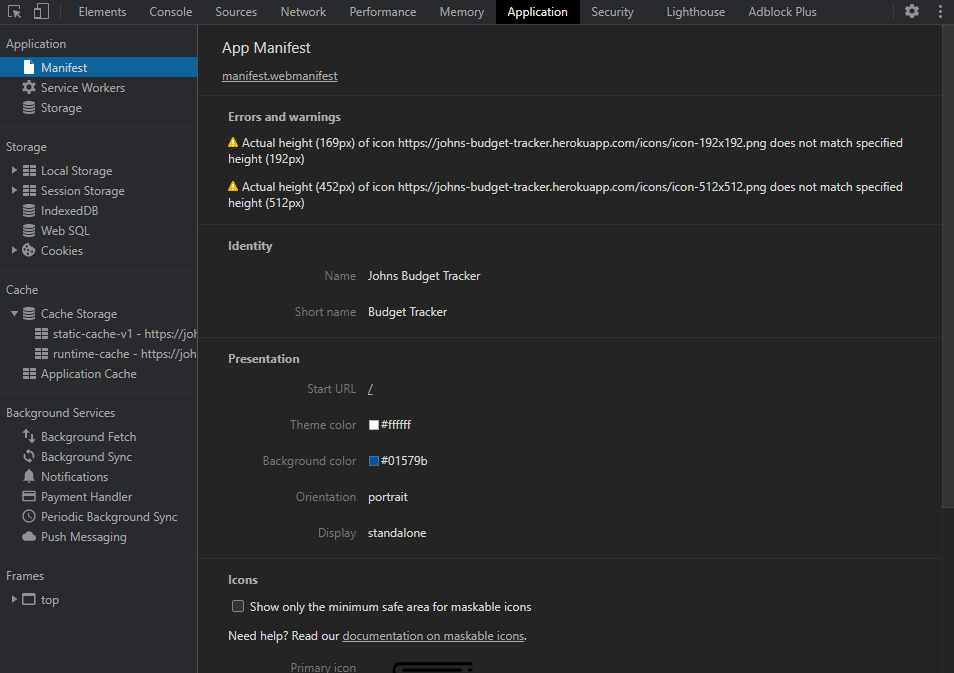 Elements Console Sources Network Performance Memory Application Security Lighthouse Adblock Plus
Application
Manifest
Service Workers
Storage
Storage
Local Storage
Session Storage
IndexedDB
Web SQL
Cookies
Cache
Cache Storage
static-cache-v1 - https://joh
runtime-cache - https://joh
Application Cache
Background Services
Background Fetch
Background Sync
Notifications
Payment Handler
Periodic Background Sync
Push Messaging
Frames
top
App Manifest
manifest.webmanifest
Errors and warnings
Actual height (169px) of icon https://johns-budget-tracker.herokuapp.com/icons/icon-192x192.png does not match specified
height (192px)
Actual height (452px) of icon https://johns-budget-tracker.herokuapp.com/icons/icon-512x512.png does not match specified
height (512px)
Identity
Name Johns Budget Tracker
Short name Budget Tracker
Presentation
Start URL /
Theme color #ffffff
Background color #01579b
Orientation portrait
Display standalone
Icons
Show only the minimum safe area for maskable icons
Need help? Read our documentation on maskable icons.
Primary icon